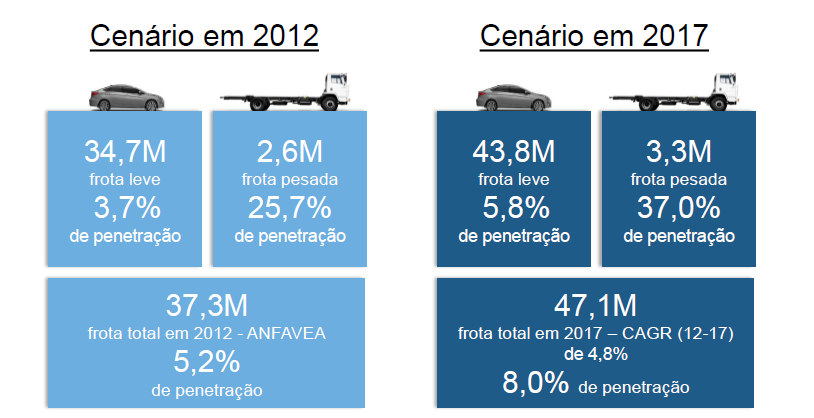 Cenário em 2012
34,7M
frota leve
3,7%
de penetração
2,6M
frota pesada
25,7%
de penetração
37,3M
frota total em 2012 - ANFAVEA
5,2%
de penetração
Cenário em 2017
43,8M
frota leve
5,8%
de penetração
3,3M
frota pesada
37,0%
de penetração
47,1M
frota total em 2017 – CAGR (12-17)
de 4,8%
8,0% de penetração